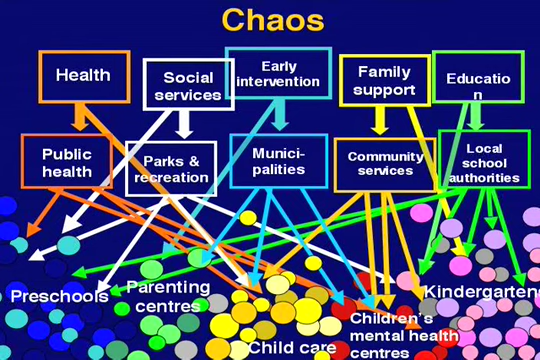 Chaos
Health
Social
services
Early
intervention
Family
support
Educatio
n
Public
health
Parks &
recreation
Munici-
palities
Community
services
Local
school
authorities
Preschools
Parenting
centres
Child care
Children's
mental health
centres
Kindergartens